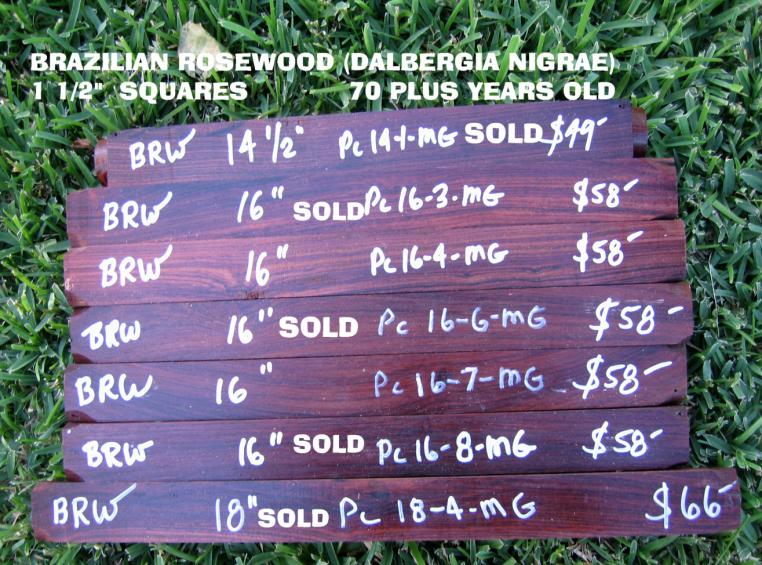 BRAZILIAN ROSEWOOD (DALBERGIA NIGRAE)
1 1/2" SQUARES 70 PLUS YEARS OLD
BRW 14 1/2" Pc 14-1-MG SOLD $49-
BRW 16" SOLD Pc 16-3-MG $58-
BRW 16" Pc 16-4-MG $58-
BRW 16" SOLD Pc 16-6-MG $58-
BRW 16" Pc 16-7-MG $58-
BRW 16" SOLD Pc 16-8-MG $58-
BRW 18" SOLD Pc 18-4-MG $66-